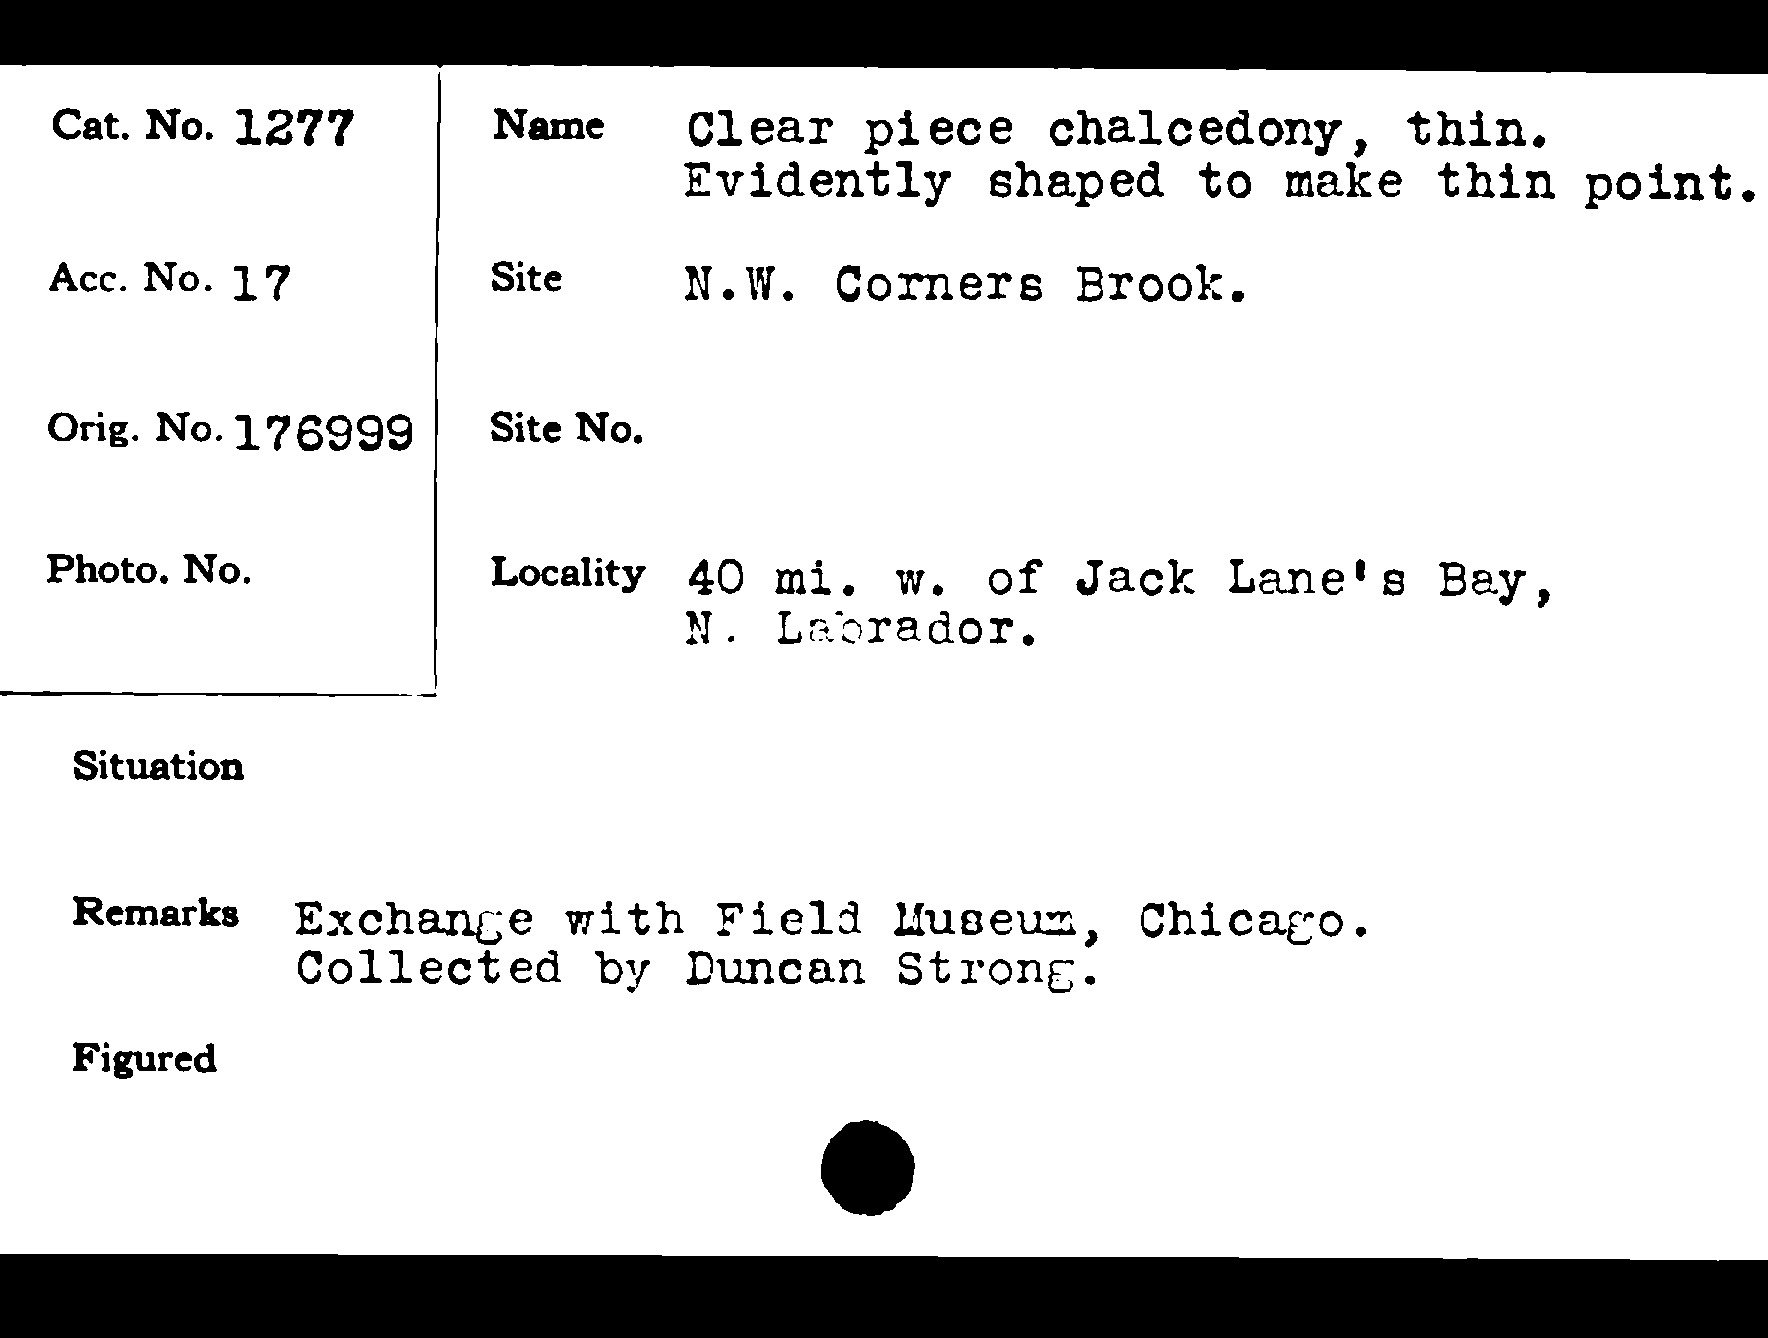 Cat. No. 1277
Name Clear piece chalcedony, thin.
Evidently shaped to make thin point.
Acc. No. 17
Site N.W. Corners Brook.
Orig. No. 176999
Site No.
Photo. No.
Locality 40 mi. w. of Jack Lane's Bay,
N. Labrador.
Situation
Remarks Exchange with Field Museum, Chicago.
Collected by Duncan Strong.
Figured